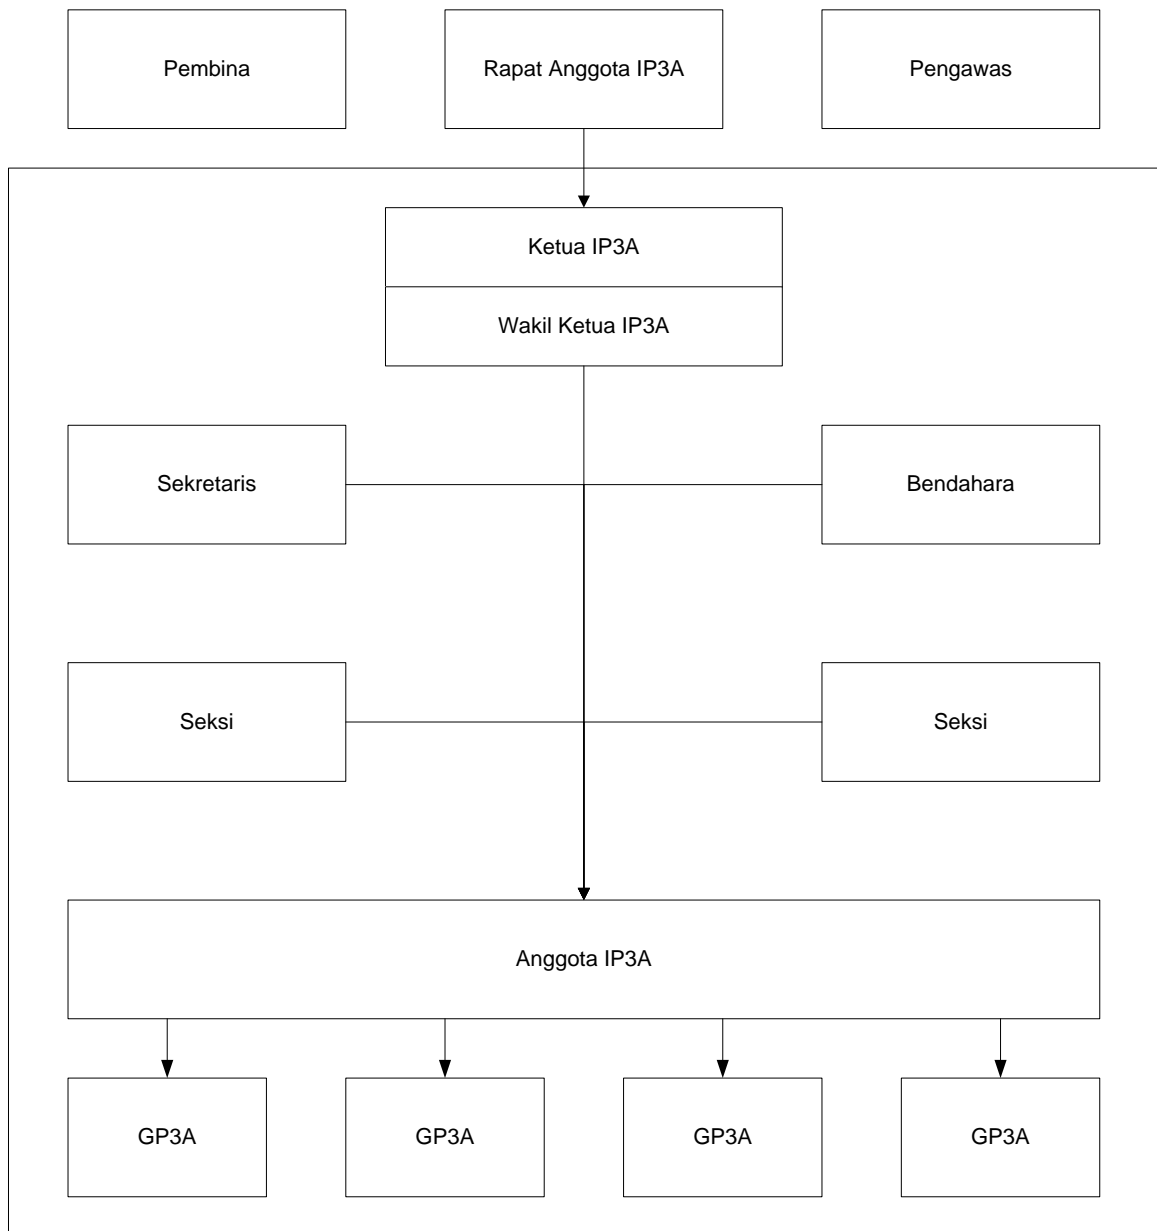 Pembina
Rapat Anggota IP3A
Pengawas
Ketua IP3A
Wakil Ketua IP3A
Sekretaris
Bendahara
Seksi
Seksi
Anggota IP3A
GP3A
GP3A
GP3A
GP3A